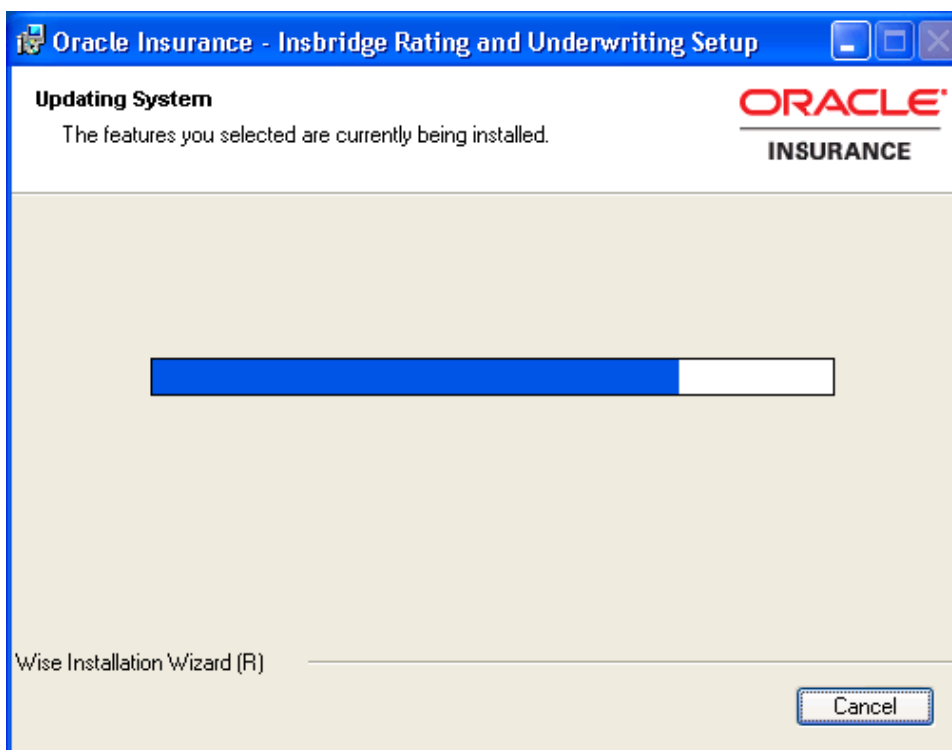 Oracle Insurance - Insbridge Rating and Underwriting Setup
Updating System
The features you selected are currently being installed.
ORACLE
INSURANCE
Wise Installation Wizard (R)
Cancel